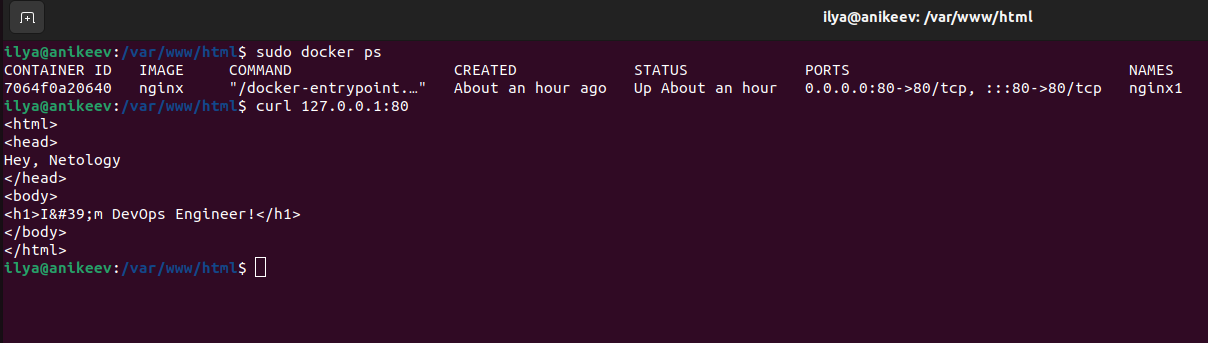 ilya@anikeev: /var/www/html
ilya@anikeev:/var/www/html$ sudo docker ps
CONTAINER ID   IMAGE     COMMAND                  CREATED             STATUS             PORTS                               NAMES
7064f0a20640   nginx     "/docker-entrypoint.…"   About an hour ago   Up About an hour   0.0.0.0:80->80/tcp, :::80->80/tcp   nginx1
ilya@anikeev:/var/www/html$ curl 127.0.0.1:80
<html>
<head>
Hey, Netology
</head>
<body>
<h1>I&#39;m DevOps Engineer!</h1>
</body>
</html>
ilya@anikeev:/var/www/html$